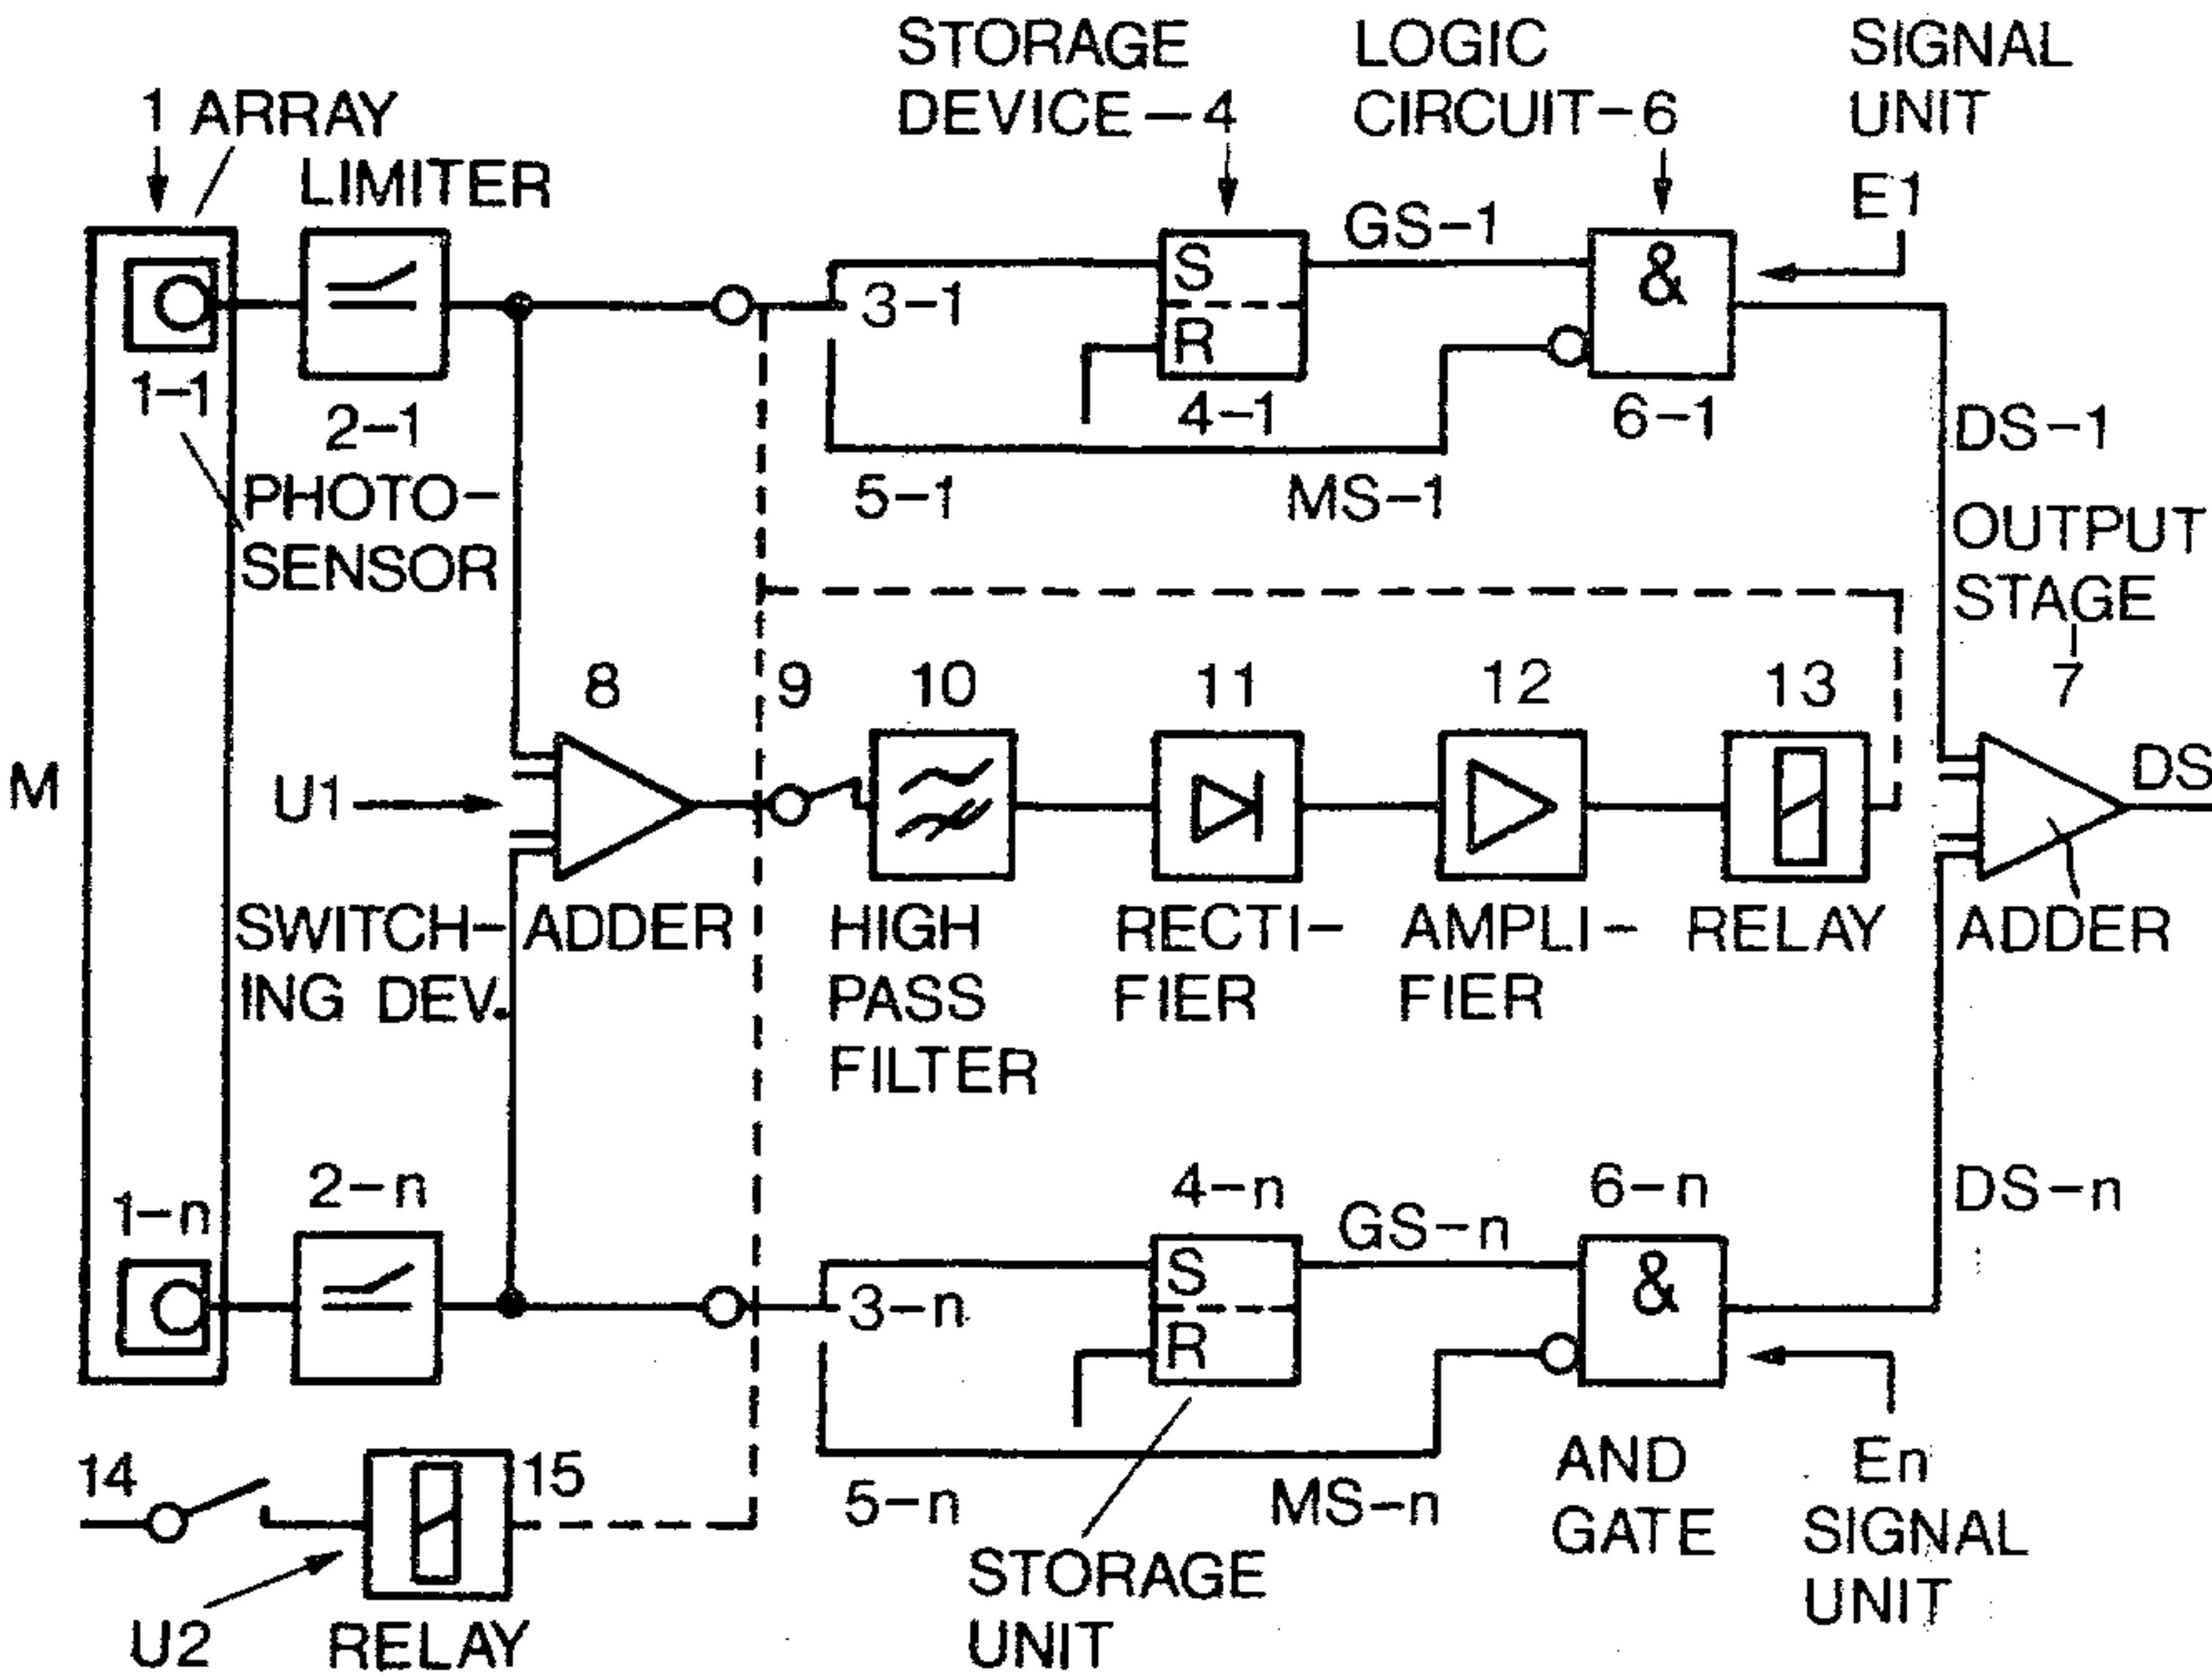 STORAGE
DEVICE-4
LOGIC
CIRCUIT-6
SIGNAL
UNIT
E1
1 ARRAY
LIMITER
GS-1
S
R
&
3-1
1-1
2-1
4-1
6-1
DS-1
PHOTO-
SENSOR
5-1
MS-1
OUTPUT
STAGE
7
8
9
10
11
12
13
M
U1
DS
SWITCH-
ING DEV.
ADDER
HIGH
PASS
FILTER
RECTI-
FIER
AMPLI-
FIER
RELAY
ADDER
1-n
2-n
4-n
GS-n
6-n
DS-n
S
R
&
3-n
14
15
5-n
MS-n
AND
GATE
En
SIGNAL
UNIT
STORAGE
UNIT
U2
RELAY